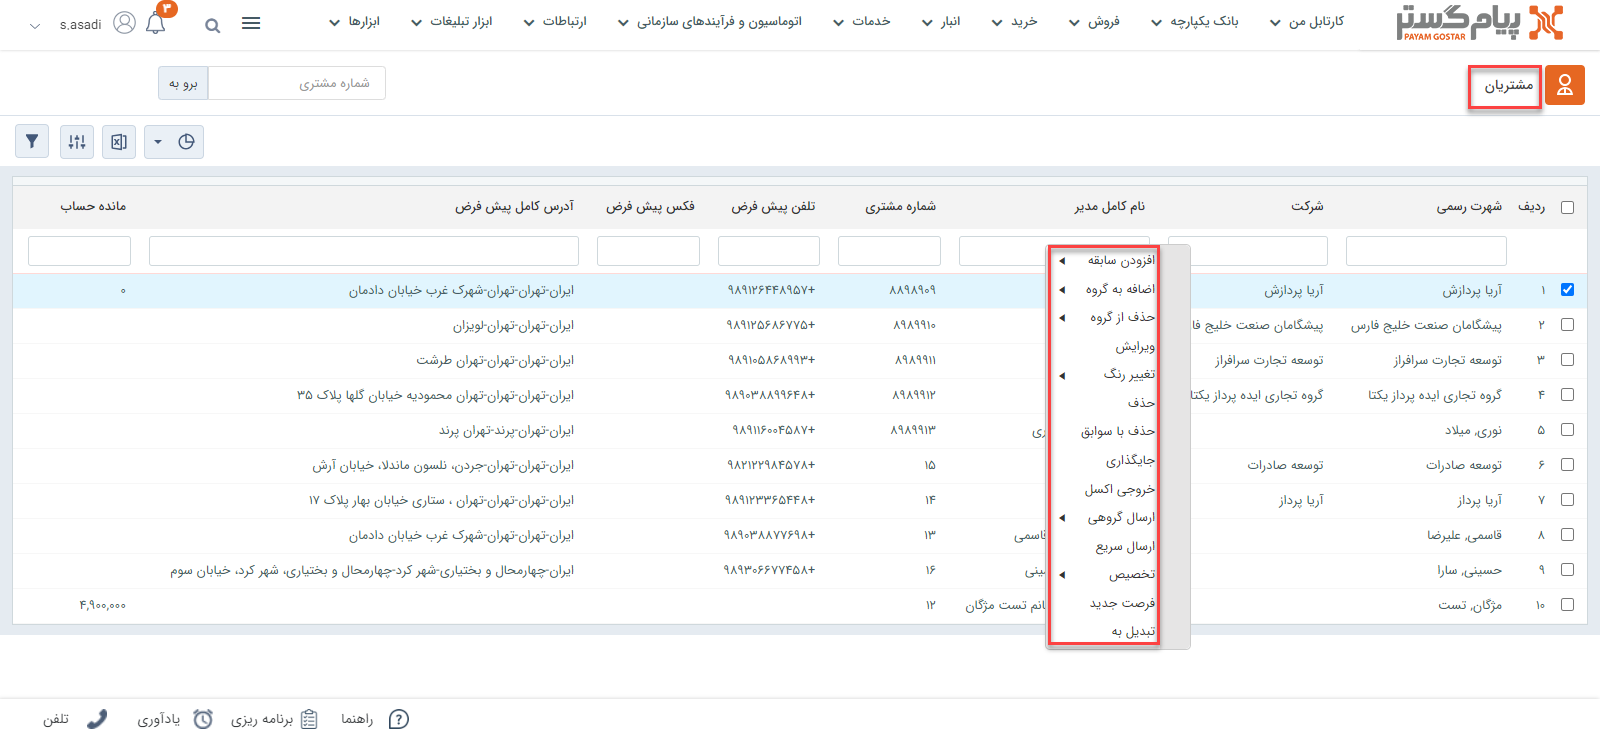 پیام گستر
PAYAM GOSTAR
کارتابل من
بانک یکپارچه
فروش
خرید
انبار
خدمات
اتوماسیون و فرآیندهای سازمانی
ارتباطات
ابزار تبلیغات
ابزارها
۳
s.asadi
مشتریان
شماره مشتری
برو به
ردیف شهرت رسمی شرکت نام کامل مدیر شماره مشتری تلفن پیش فرض فکس پیش فرض آدرس کامل پیش فرض مانده حساب
۱ آریا پردازش آریا پردازش ۸۸۹۸۹۰۹ +۹۸۹۱۲۶۴۴۸۹۵۷ ایران-تهران-تهران-شهرک غرب خیابان دادمان ۰
۲ پیشگامان صنعت خلیج فارس پیشگامان صنعت خلیج فا ۸۹۸۹۹۱۰ +۹۸۹۱۲۵۶۸۶۷۷۵ ایران-تهران-تهران-لویزان
۳ توسعه تجارت سرافراز توسعه تجارت سرافراز ۸۹۸۹۹۱۱ +۹۸۹۱۰۵۸۶۸۹۹۳ ایران-تهران-تهران-تهران طرشت
۴ گروه تجاری ایده پرداز یکتا گروه تجاری ایده پرداز یکتا ۸۹۸۹۹۱۲ +۹۸۹۰۳۸۸۹۹۶۴۸ ایران-تهران-تهران-تهران محمودیه خیابان گلها پلاک ۳۵
۵ نوری, میلاد ری ۸۹۸۹۹۱۳ +۹۸۹۱۱۶۰۰۴۵۸۷ ایران-تهران-پرند-تهران پرند
۶ توسعه صادرات توسعه صادرات ۱۵ +۹۸۲۱۲۲۹۸۴۵۷۸ ایران-تهران-تهران-جردن، نلسون ماندلا، خیابان آرش
۷ آریا پرداز آریا پرداز ۱۴ +۹۸۹۱۲۳۳۶۵۴۴۸ ایران-تهران-تهران-تهران ، ستاری خیابان بهار پلاک ۱۷
۸ قاسمی, علیرضا قاسمی ۱۳ +۹۸۹۰۳۸۸۷۷۶۹۸ ایران-تهران-تهران-شهرک غرب خیابان دادمان
۹ حسینی, سارا ینی ۱۶ +۹۸۹۳۰۶۶۷۷۴۵۸ ایران-چهارمحال و بختیاری-شهر کرد-چهارمحال و بختیاری، شهر کرد، خیابان سوم
۱۰ مژگان, تست انم تست مژگان ۱۲ ۴,۹۰۰,۰۰۰
افزودن سابقه
اضافه به گروه
حذف از گروه
ویرایش
تغییر رنگ
حذف
حذف با سوابق
جایگذاری
خروجی اکسل
ارسال گروهی
ارسال سریع
تخصیص
فرصت جدید
تبدیل به
راهنما
برنامه ریزی
یادآوری
تلفن